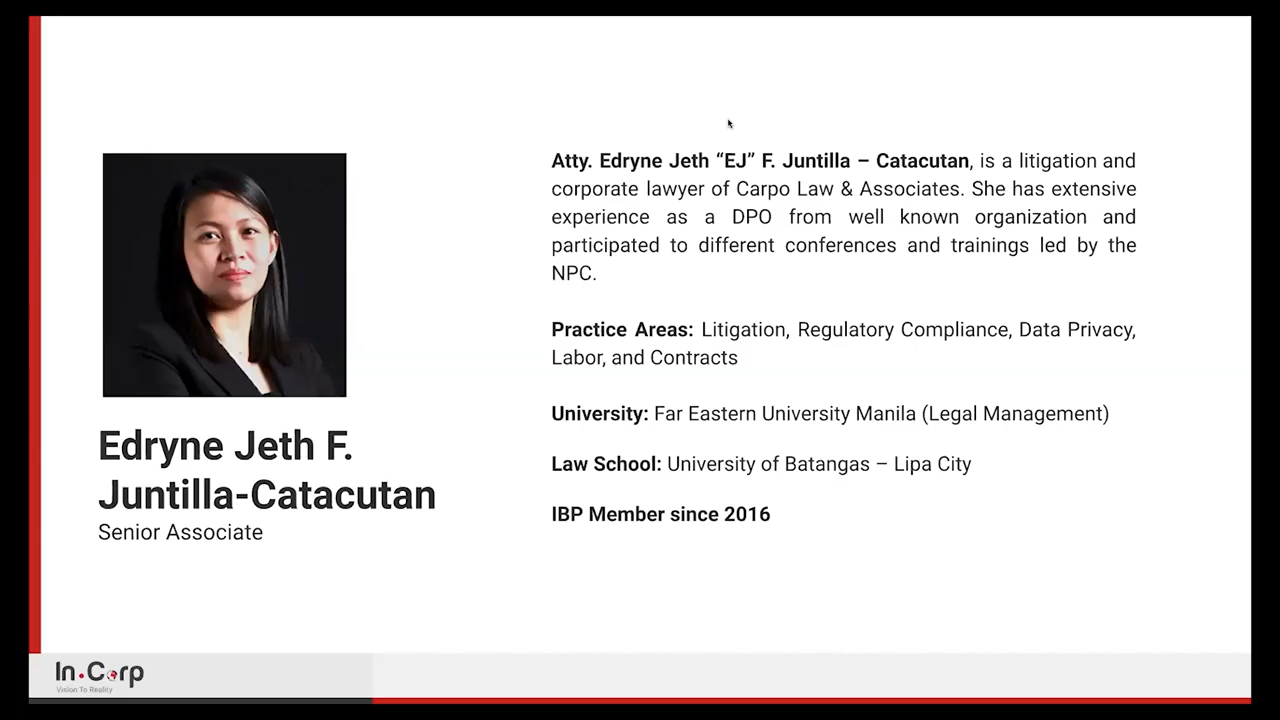 Atty. Edryne Jeth “EJ” F. Juntilla – Catacutan, is a litigation and
corporate lawyer of Carpo Law & Associates. She has extensive
experience as a DPO from well known organization and
participated to different conferences and trainings led by the
NPC.
Practice Areas: Litigation, Regulatory Compliance, Data Privacy,
Labor, and Contracts
University: Far Eastern University Manila (Legal Management)
Law School: University of Batangas – Lipa City
IBP Member since 2016
Edryne Jeth F.
Juntilla-Catacutan
Senior Associate
In.Corp
Vision To Reality